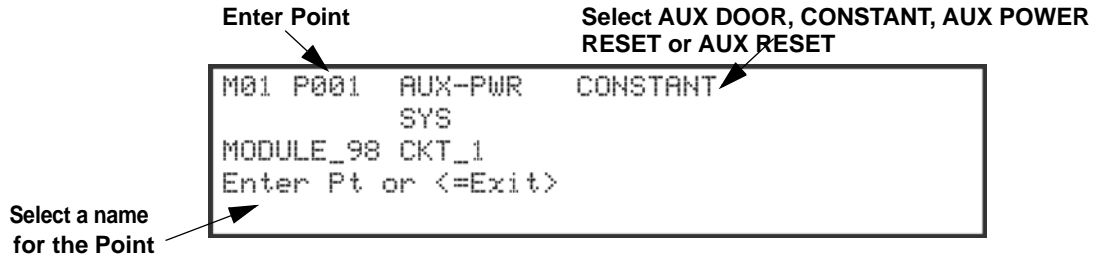 Enter Point
Select AUX DOOR, CONSTANT, AUX POWER
RESET or AUX RESET
M01 P001 AUX-PWR CONSTANT
SYS
MODULE_98 CKT_1
Enter Pt or <=Exit>
Select a name
for the Point